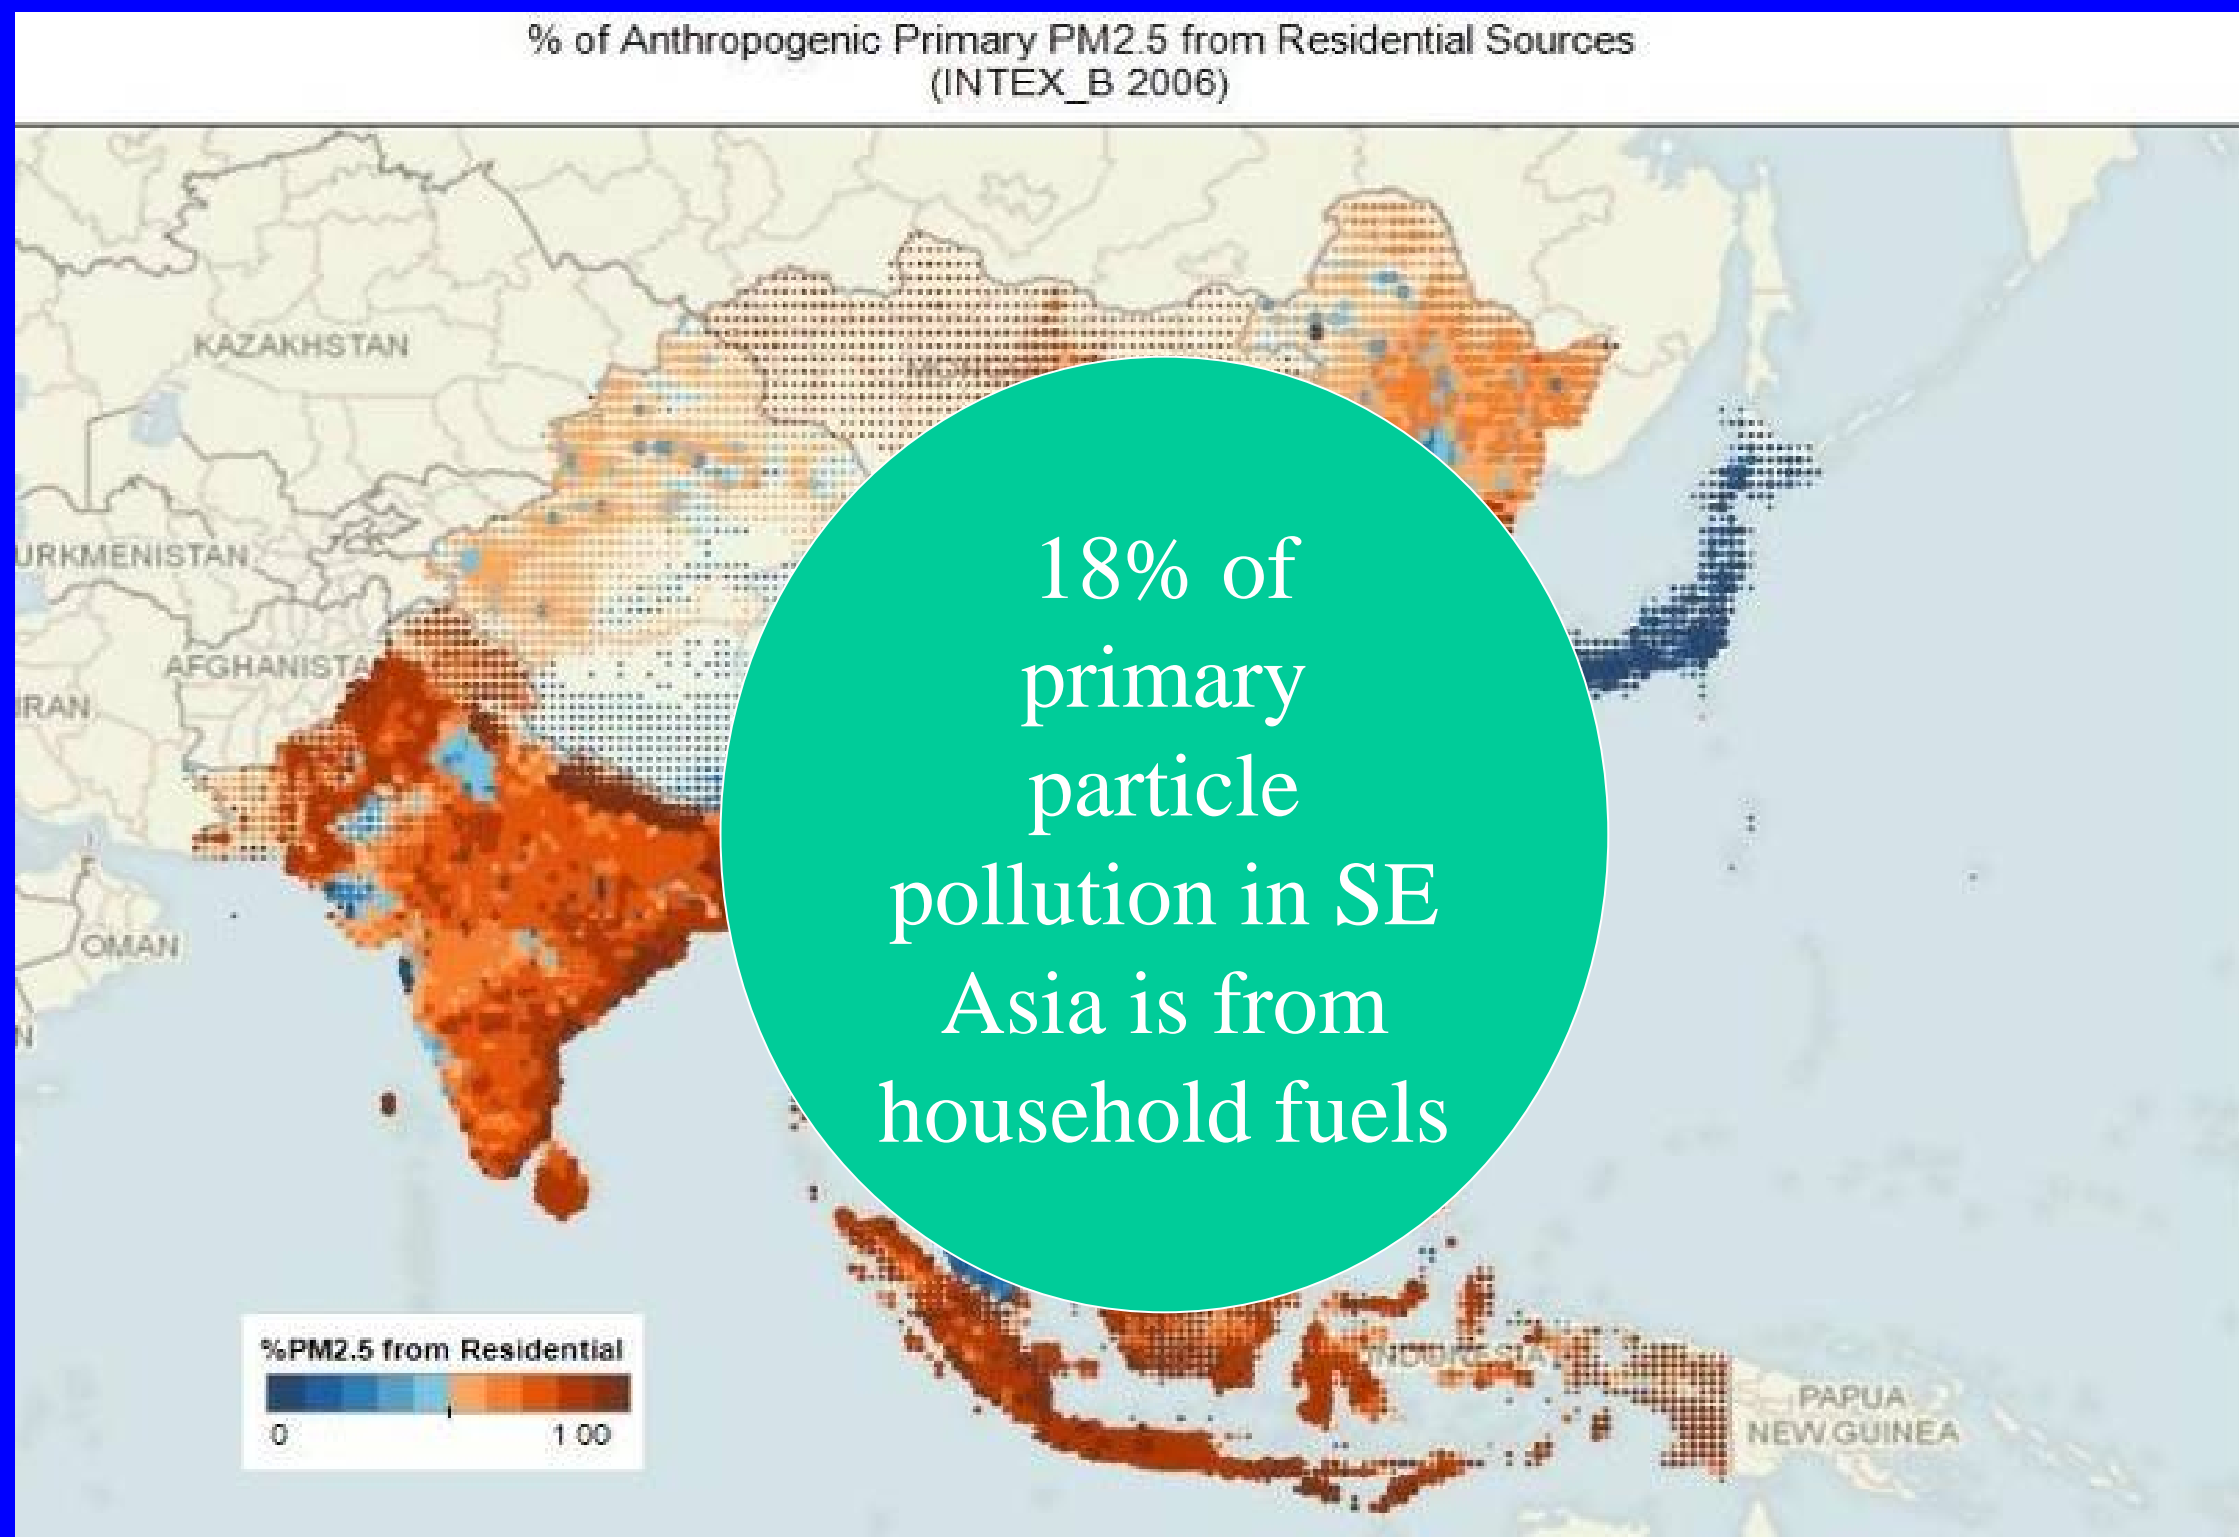 % of Anthropogenic Primary PM2.5 from Residential Sources
(INTEX_B 2006)
KAZAKHSTAN
URKMENISTAN
AFGHANISTA
IRAN
OMAN
N
18% of
primary
particle
pollution in SE
Asia is from
household fuels
INDONESIA
PAPUA
NEW GUINEA
%PM2.5 from Residential
0 1 00